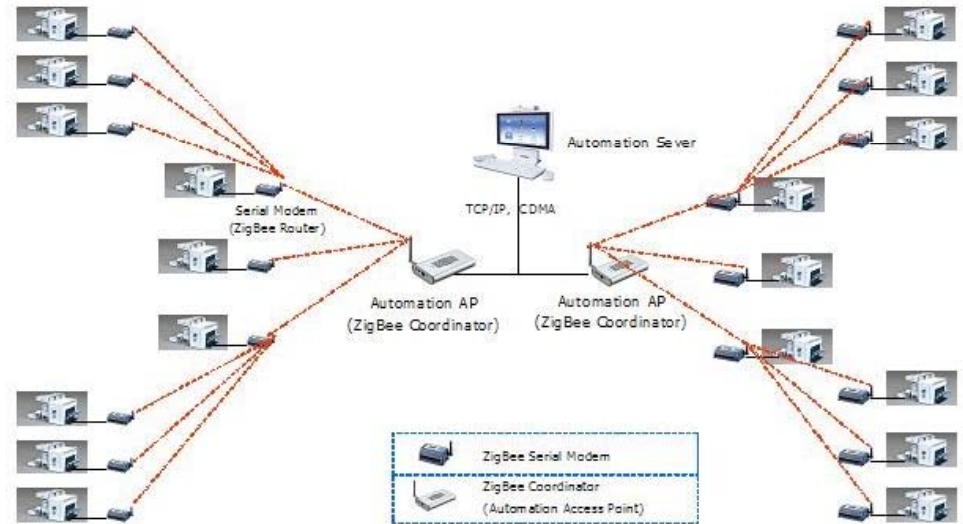 Automation Sever
TCP/IP, CDMA
Serial Modem
(ZigBee Router)
Automation AP
(ZigBee Coordinator)
Automation AP
(ZigBee Coordinator)
ZigBee Serial Modem
ZigBee Coordinator
(Automation Access Point)